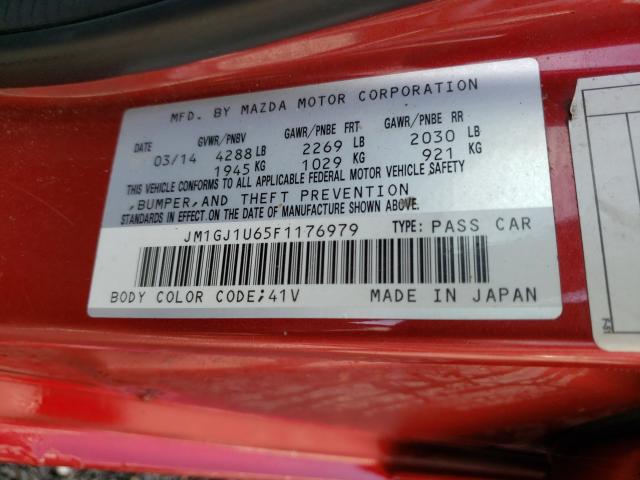 MFD. BY MAZDA MOTOR CORPORATION
DATE GVWR/PNBV GAWR/PNBE FRT GAWR/PNBE RR
03/14 4288 LB 2269 LB 2030 LB
1945 KG 1029 KG 921 KG
THIS VEHICLE CONFORMS TO ALL APPLICABLE FEDERAL MOTOR VEHICLE SAFETY
,BUMPER,AND THEFT PREVENTION
STANDARDS IN EFFECT ON THE DATE OF MANUFACTURE SHOWN ABOVE.
JM1GJ1U65F1176979 TYPE: PASS CAR
BODY COLOR CODE;41V MADE IN JAPAN